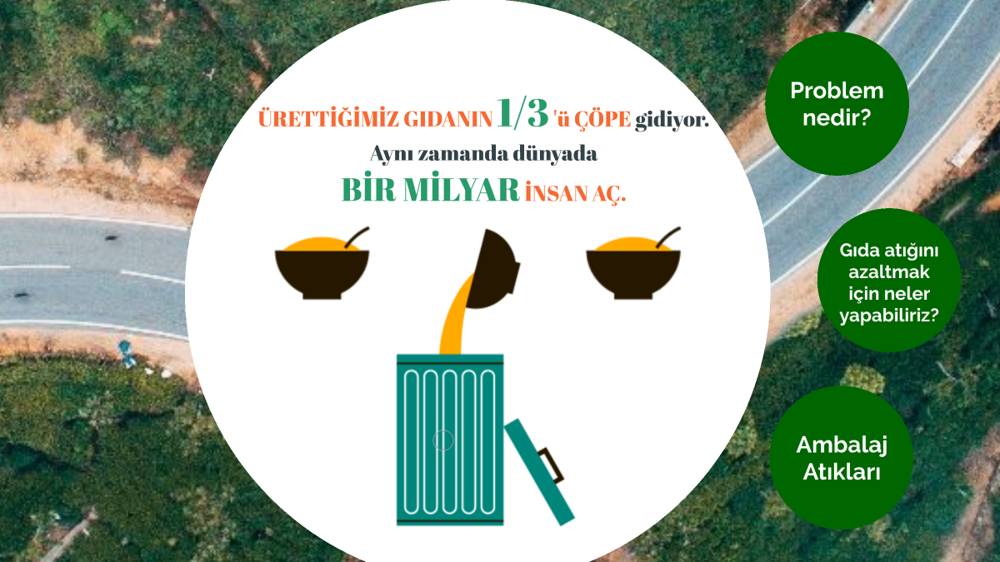 ÜRETTİĞİMİZ GIDANIN 1/3 'ü ÇÖPE gidiyor.
Aynı zamanda dünyada
BİR MİLYAR İNSAN AÇ.
Problem
nedir?
Gıda atığını
azaltmak
için neler
yapabiliriz?
Ambalaj
Atıkları